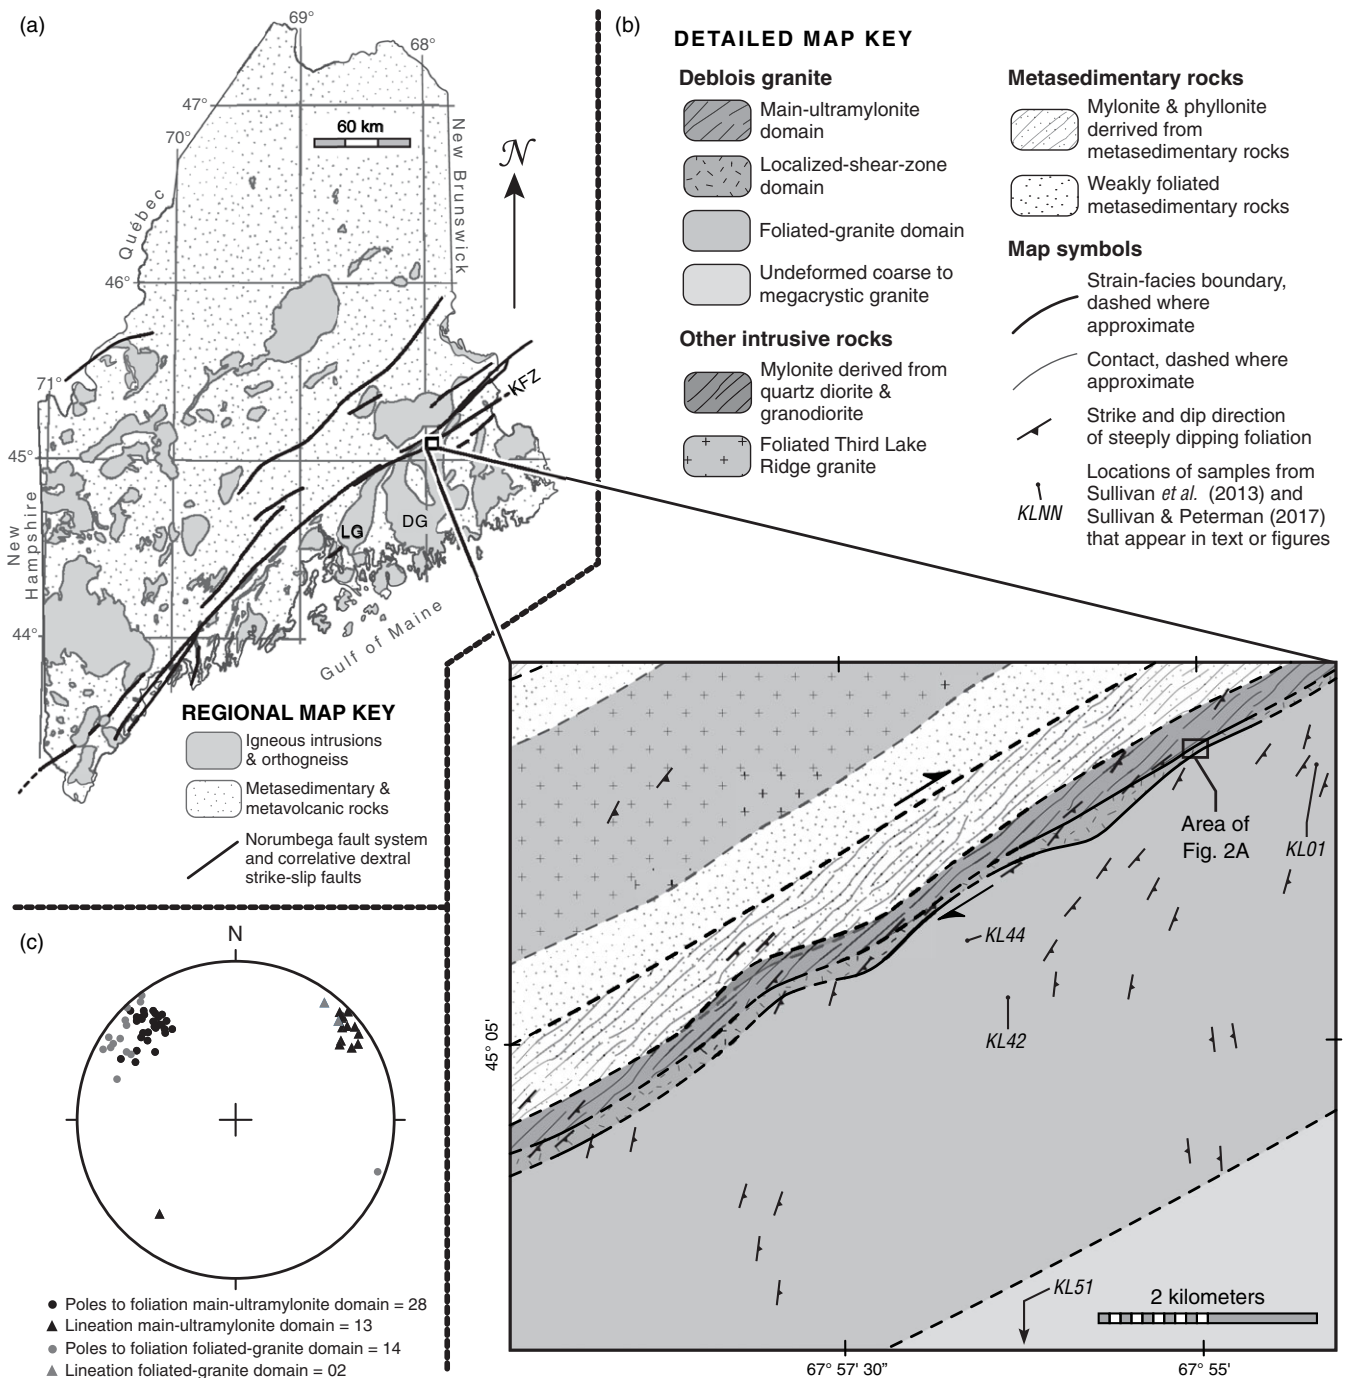 (a)
69°
68°
47°
70°
60 km
N
New Brunswick
Québec
46°
71°
KFZ
45°
New
Hampshire
LG
DG
44°
Gulf of Maine
REGIONAL MAP KEY
Igneous intrusions
& orthogneiss
Metasedimentary &
metavolcanic rocks
Norumbega fault system
and correlative dextral
strike-slip faults
(b)
DETAILED MAP KEY
Deblois granite
Main-ultramylonite
domain
Localized-shear-zone
domain
Foliated-granite domain
Undeformed coarse to
megacrystic granite
Other intrusive rocks
Mylonite derived from
quartz diorite &
granodiorite
Foliated Third Lake
Ridge granite
Metasedimentary rocks
Mylonite & phyllonite
derived from
metasedimentary rocks
Weakly foliated
metasedimentary rocks
Map symbols
Strain-facies boundary,
dashed where
approximate
Contact, dashed where
approximate
Strike and dip direction
of steeply dipping foliation
KLNN
Locations of samples from
Sullivan et al. (2013) and
Sullivan & Peterman (2017)
that appear in text or figures
Area of
Fig. 2A
KL01
KL44
KL42
45° 05'
KL51
2 kilometers
67° 57' 30”
67° 55'
(c)
N
Poles to foliation main-ultramylonite domain = 28
Lineation main-ultramylonite domain = 13
Poles to foliation foliated-granite domain = 14
Lineation foliated-granite domain = 02